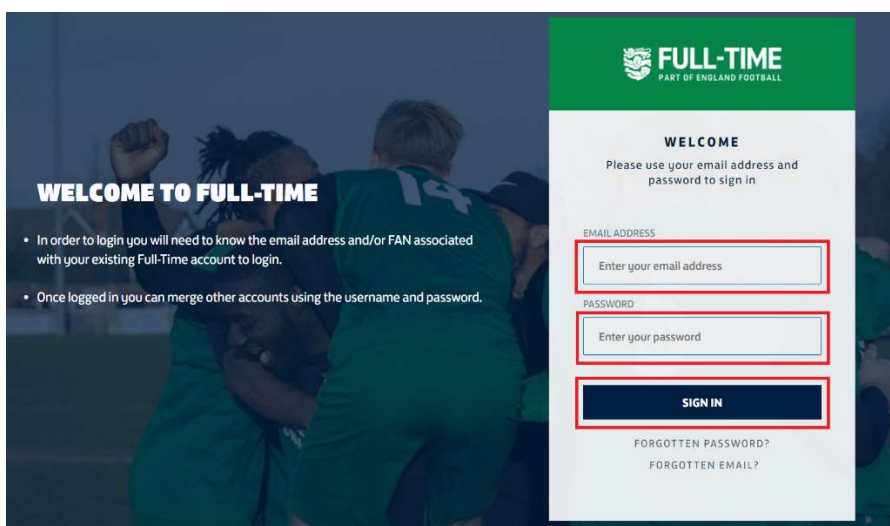 WELCOME TO FULL-TIME
• In order to login you will need to know the email address and/or FAN associated
with your existing Full-Time account to login.
• Once logged in you can merge other accounts using the username and password.
14
FULL-TIME
PART OF ENGLAND FOOTBALL
WELCOME
Please use your email address and
password to sign in
EMAIL ADDRESS
Enter your email address
PASSWORD
Enter your password
SIGN IN
FORGOTTEN PASSWORD?
FORGOTTEN EMAIL?